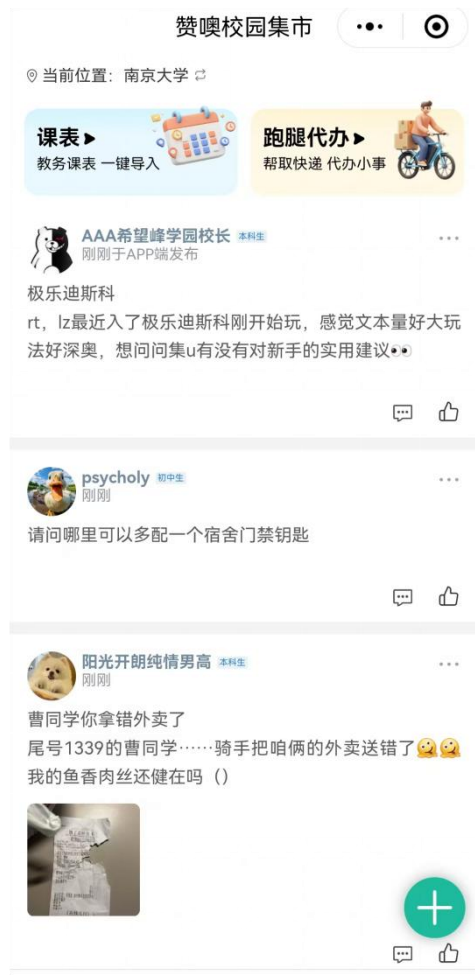 赞噢校园集市
当前位置：南京大学
课表
教务课表 一键导入
跑腿代办
帮取快递 代办小事
AAA希望峰学园校长 本科生
刚刚于APP端发布
极乐迪斯科
rt，lz最近入了极乐迪斯科刚开始玩，感觉文本量好大玩
法好深奥，想问问集u有没有对新手的实用建议👀
psycholy 初中生
刚刚
请问哪里可以多配一个宿舍门禁钥匙
阳光开朗纯情男高 本科生
刚刚
曹同学你拿错外卖了
尾号1339的曹同学……骑手把咱俩的外卖送错了🫠🫠
我的鱼香肉丝还健在吗（）